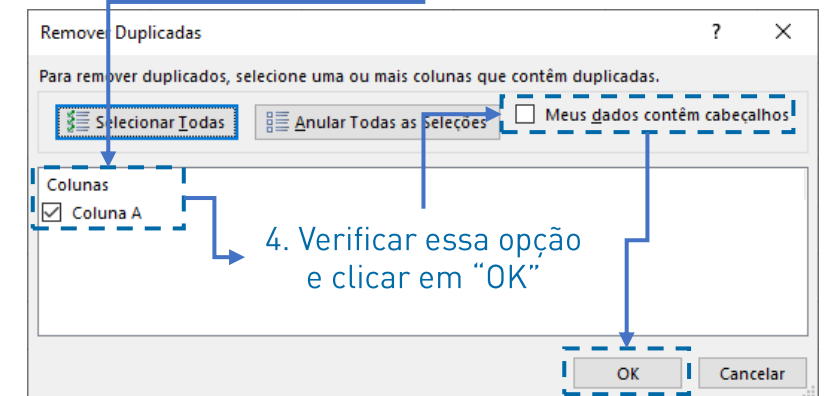 Remover Duplicadas
?
Para remover duplicados, selecione uma ou mais colunas que contêm duplicadas.
Selecionar Todas
Anular Todas as Seleções
Meus dados contêm cabeçalhos
Colunas
Coluna A
4. Verificar essa opção
e clicar em “OK”
OK
Cancelar